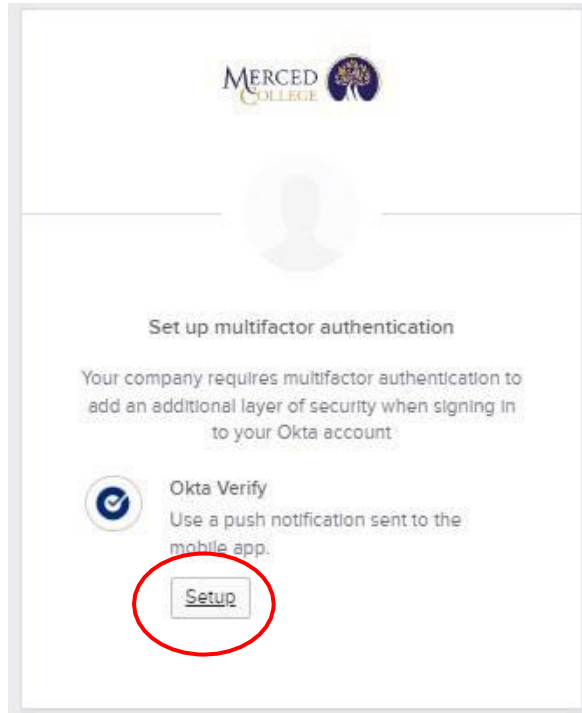 MERCED
COLLEGE
Set up multifactor authentication
Your company requires multifactor authentication to
add an additional layer of security when signing in
to your Okta account
Okta Verify
Use a push notification sent to the
mobile app.
Setup